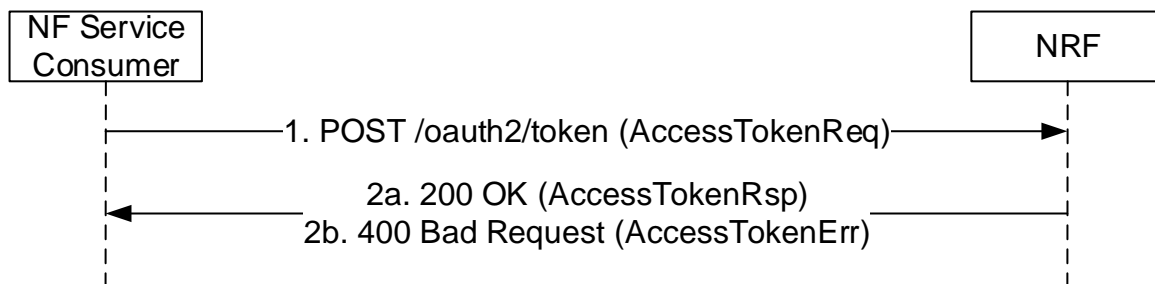 NF Service
Consumer
NRF
1. POST /oauth2/token (AccessTokenReq)
2a. 200 OK (AccessTokenRsp)
2b. 400 Bad Request (AccessTokenErr)